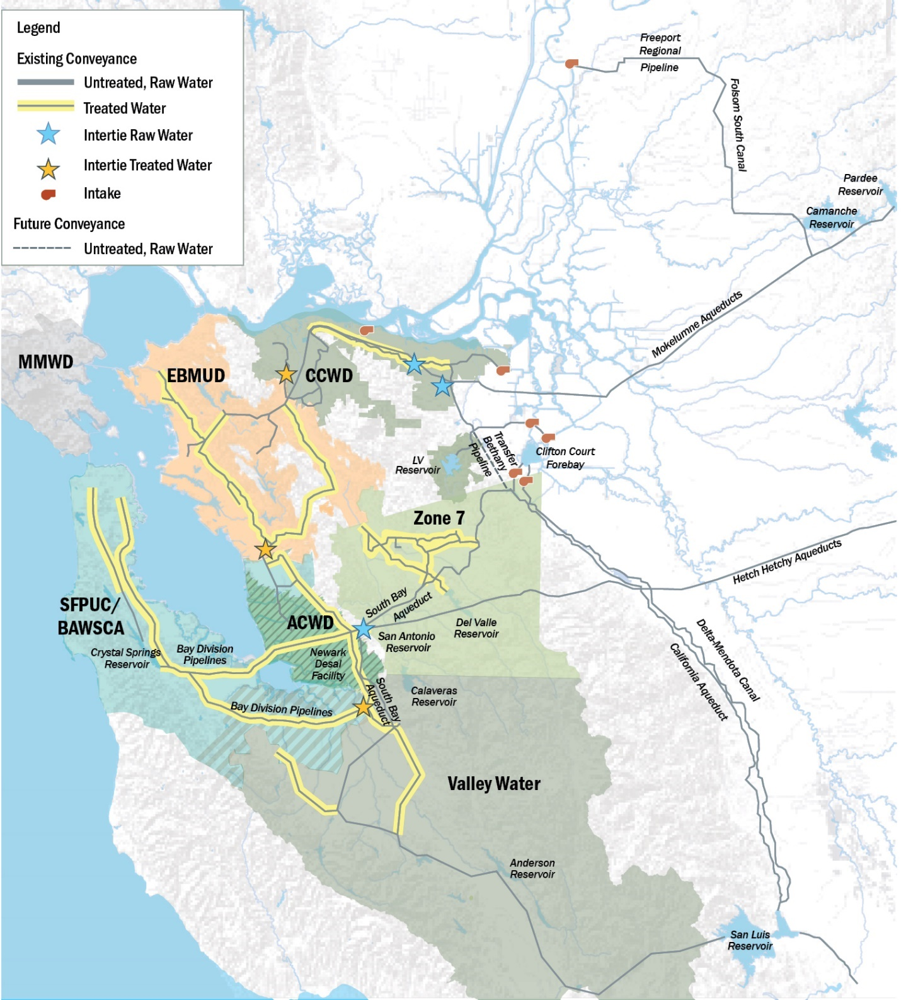 Legend
Existing Conveyance
Untreated, Raw Water
Treated Water
Intertie Raw Water
Intertie Treated Water
Intake
Future Conveyance
Untreated, Raw Water
Freeport
Regional
Pipeline
Folsom South Canal
Pardee
Reservoir
Camanche
Reservoir
Mokelumne Aqueducts
MMWD
EBMUD
CCWD
LV
Reservoir
Transfer
Bethany
Pipeline
Clifton Court
Forebay
Zone 7
Hetch Hetchy Aqueducts
SFPUC/
BAWSCA
ACWD
South Bay
Aqueduct
Del Valle
Reservoir
San Antonio
Reservoir
Crystal Springs
Reservoir
Bay Division
Pipelines
Newark
Desal
Facility
Delta-Mendota Canal
California Aqueduct
South Bay
Aqueduct
Calaveras
Reservoir
Bay Division Pipelines
Valley Water
Anderson
Reservoir
San Luis
Reservoir